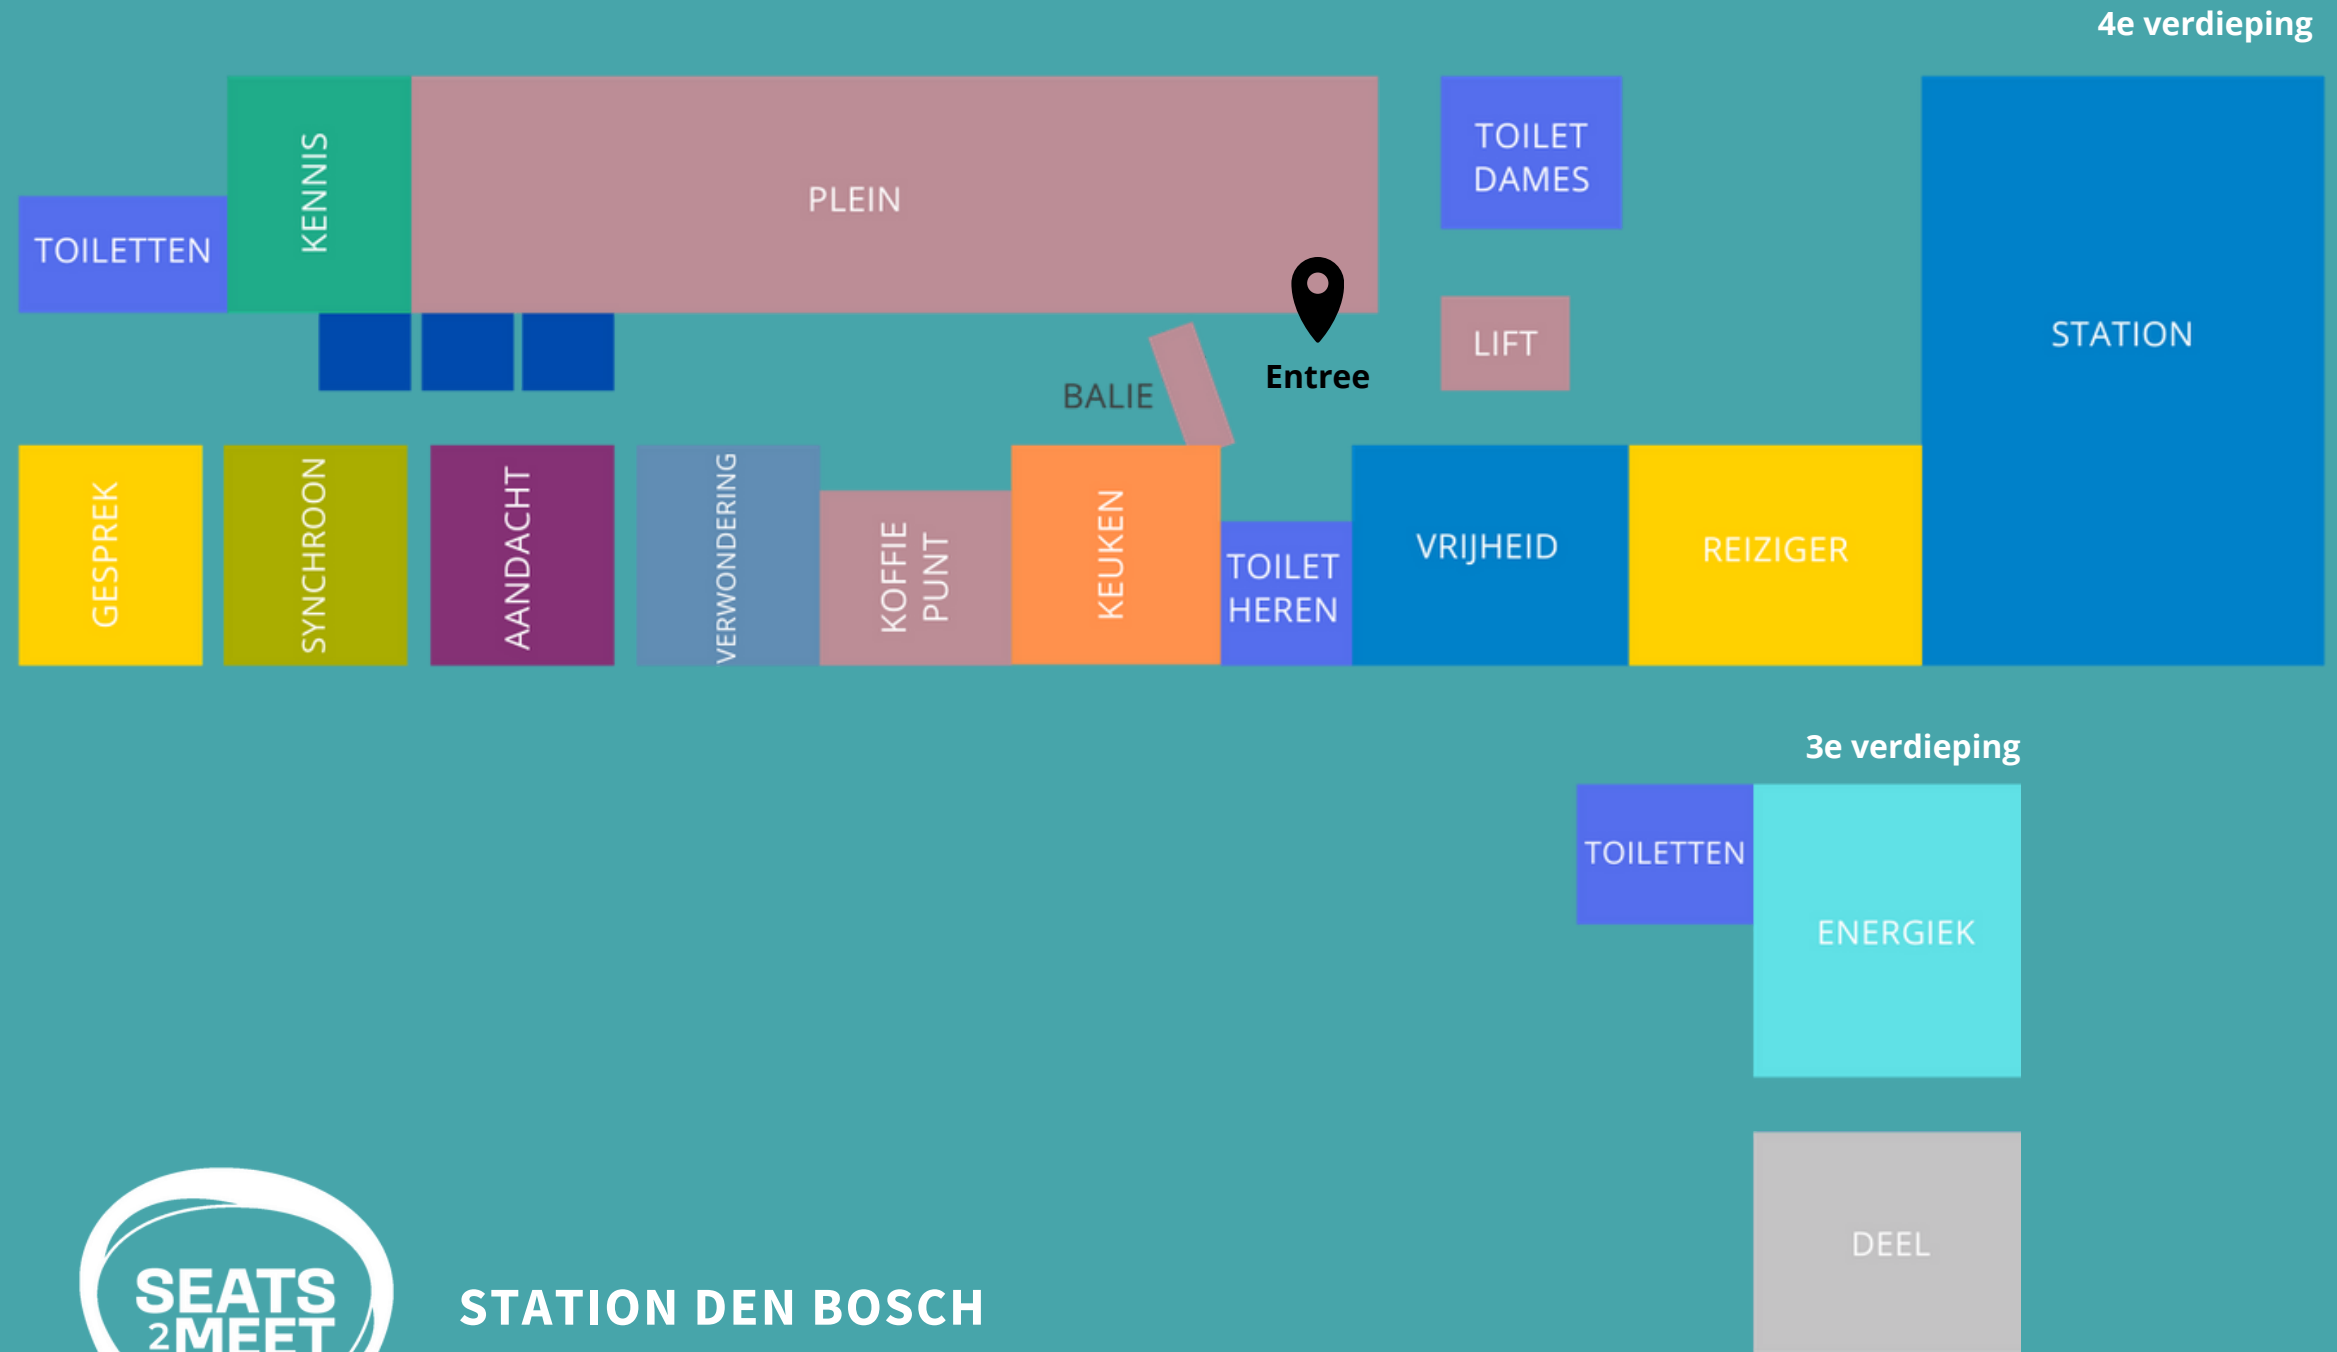 4e verdieping
KENNIS
PLEIN
TOILET
DAMES
TOILETTEN
STATION
LIFT
Entree
BALIE
GESPREK
SYNCHROON
AANDACHT
VERWONDERING
KOFFIE
PUNT
KEUKEN
TOILET
HEREN
VRIJHEID
REIZIGER
3e verdieping
TOILETTEN
ENERGIEK
DEEL
SEATS
2MEET
STATION DEN BOSCH